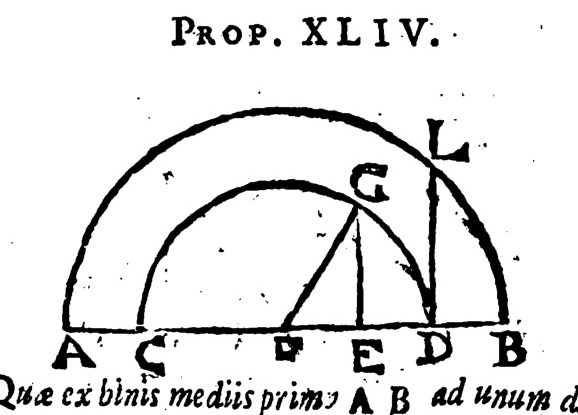 PROP. XLIV.
L
G
A C F E D B
Quæ ex binis mediis primo A B ad unum